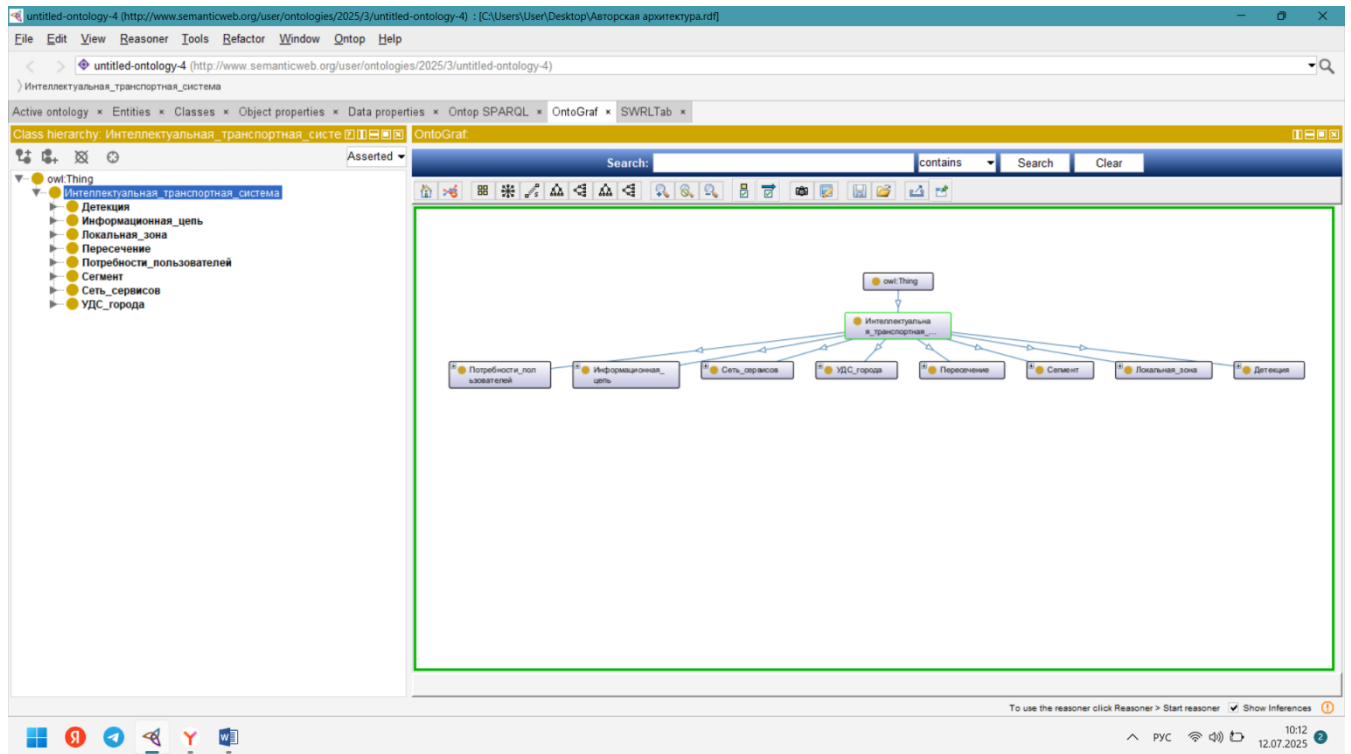 untitled-ontology-4 (http://www.semanticweb.org/user/ontologies/2025/3/untitled-ontology-4) : [C:\Users\User\Desktop\Авторская архитектура.rdf]
File Edit View Reasoner Tools Refactor Window Ontop Help
untitled-ontology-4 (http://www.semanticweb.org/user/ontologies/2025/3/untitled-ontology-4)
Интеллектуальная_транспортная_система
Active ontology × Entities × Classes × Object properties × Data properties × Ontop SPARQL × OntoGraf × SWRLTab ×
Class hierarchy: Интеллектуальная_транспортная_систе
OntoGraf:
Asserted
owl:Thing
Интеллектуальная_транспортная_система
Детекция
Информационная_цепь
Локальная_зона
Пересечение
Потребности_пользователей
Сегмент
Сеть_сервисов
УДС_города
Search: contains Search Clear
owl:Thing
Интеллектуальна
я_транспортная_...
Потребности_пол
ьзователей
Информационная_
цепь
Сеть_сервисов
УДС_города
Пересечение
Сегмент
Локальная_зона
Детекция
To use the reasoner click Reasoner > Start reasoner Show Inferences
РУС
10:12
12.07.2025
2